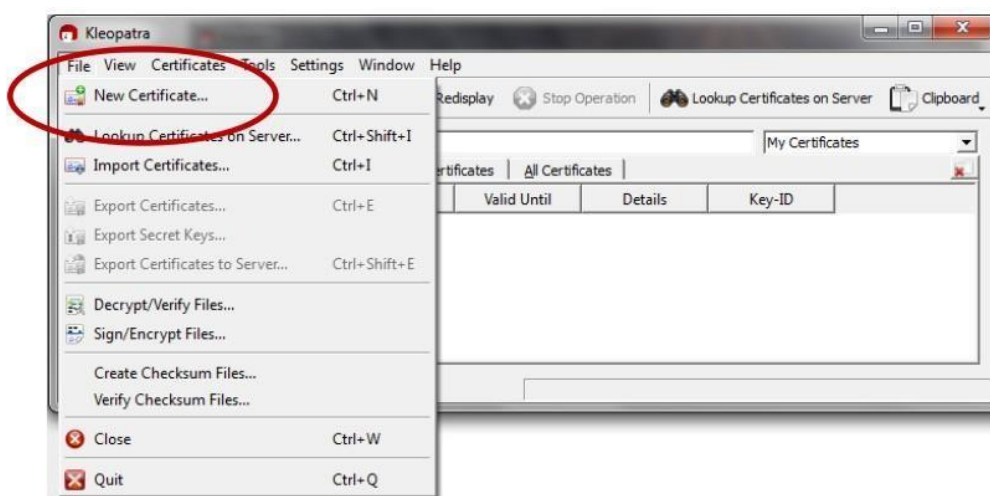 Kleopatra
File View Certificates Tools Settings Window Help
New Certificate... Ctrl+N
Redisplay Stop Operation Lookup Certificates on Server Clipboard
Lookup Certificates on Server... Ctrl+Shift+I
My Certificates
Import Certificates... Ctrl+I
ertificates All Certificates
Valid Until Details Key-ID
Export Certificates... Ctrl+E
Export Secret Keys...
Export Certificates to Server... Ctrl+Shift+E
Decrypt/Verify Files...
Sign/Encrypt Files...
Create Checksum Files...
Verify Checksum Files...
Close Ctrl+W
Quit Ctrl+Q